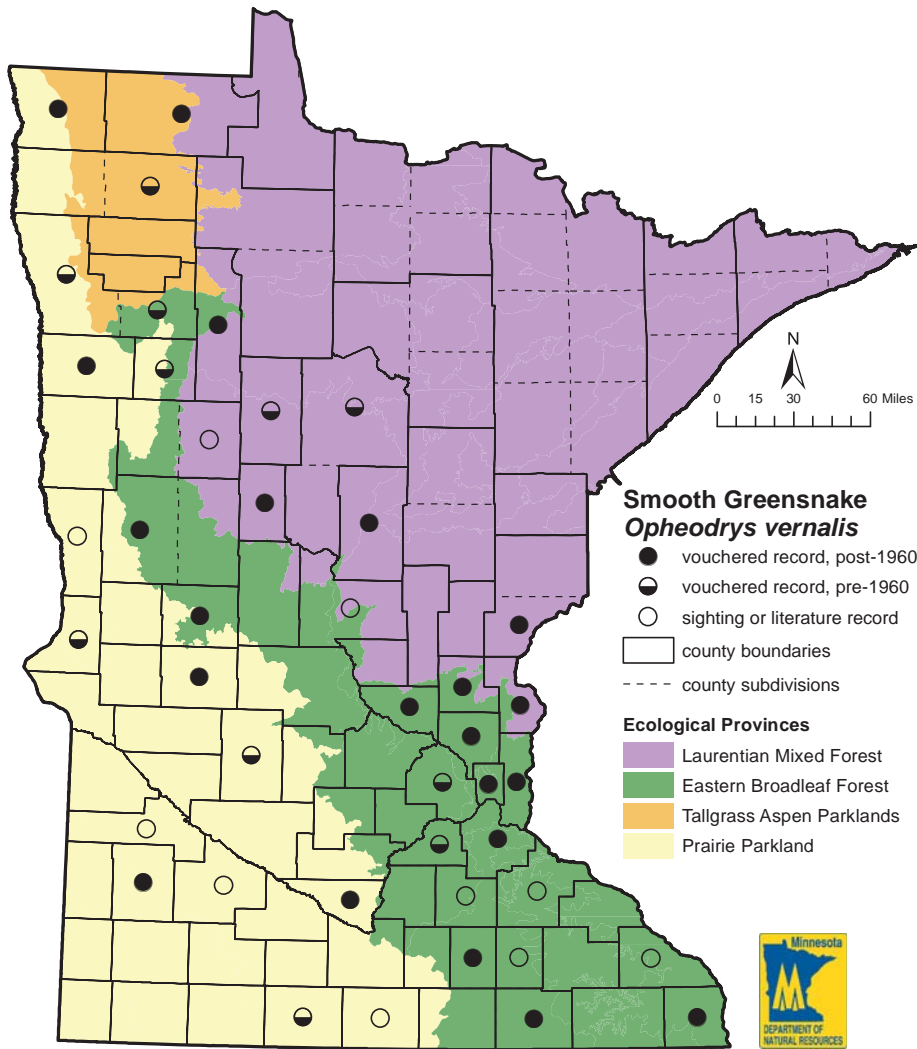 N
0 15 30 60 Miles
Smooth Greensnake
Opheodrys vernalis
vouchered record, post-1960
vouchered record, pre-1960
sighting or literature record
county boundaries
county subdivisions
Ecological Provinces
Laurentian Mixed Forest
Eastern Broadleaf Forest
Tallgrass Aspen Parklands
Prairie Parkland
Minnesota
M
DEPARTMENT OF
NATURAL RESOURCES